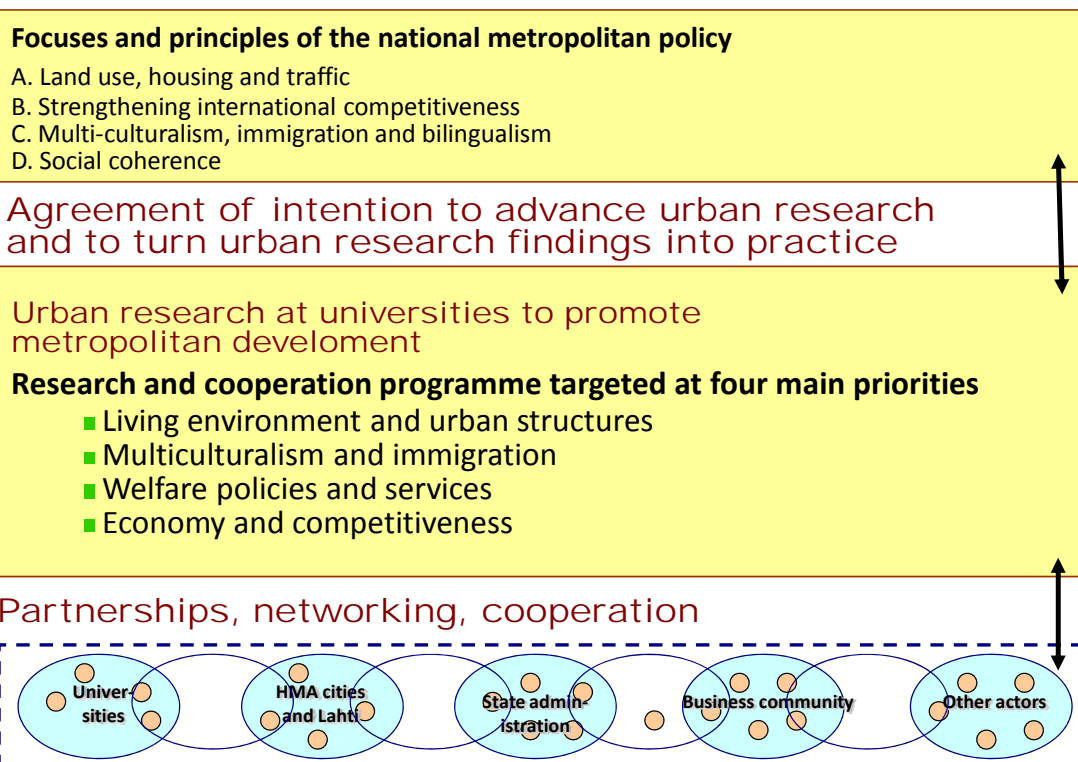 Focuses and principles of the national metropolitan policy
A. Land use, housing and traffic
B. Strengthening international competitiveness
C. Multi-culturalism, immigration and bilingualism
D. Social coherence
Agreement of intention to advance urban research
and to turn urban research findings into practice
Urban research at universities to promote
metropolitan develoment
Research and cooperation programme targeted at four main priorities
Living environment and urban structures
Multiculturalism and immigration
Welfare policies and services
Economy and competitiveness
Partnerships, networking, cooperation
Univer-
sities
HMA cities
and Lahti
State admin-
istration
Business community
Other actors